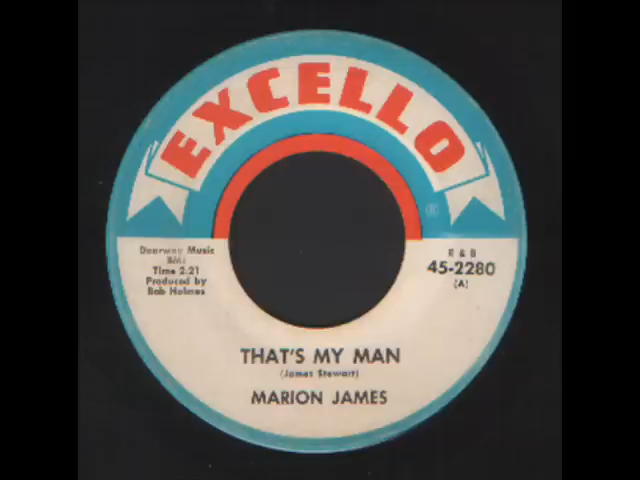 EXCELLO
®
Doorway Music
BMI
Time 2:21
Produced by
Bob Holmes
R & B
45-2280
(A)
THAT'S MY MAN
(James Stewart)
MARION JAMES